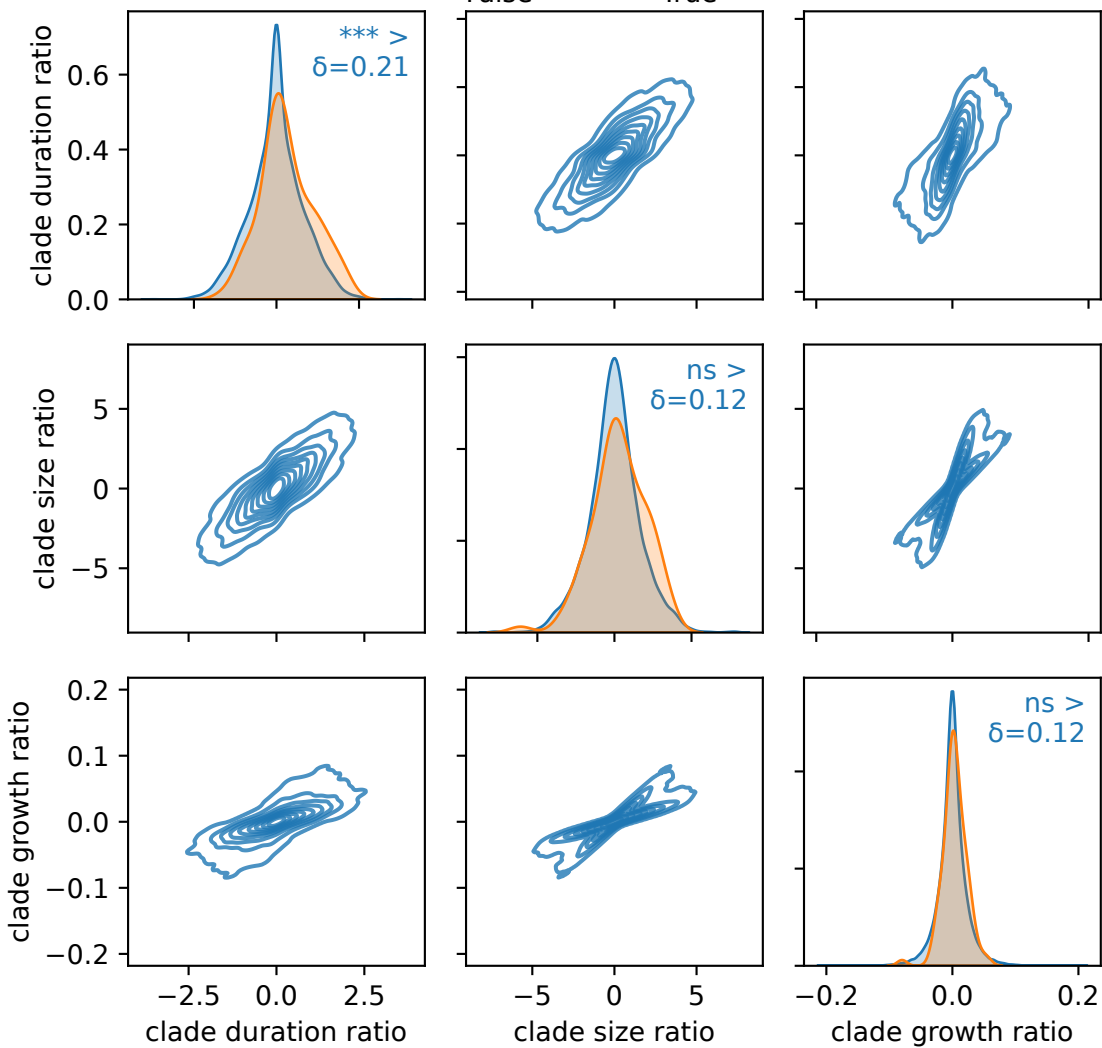 False True
clade duration ratio
0.0
0.2
0.4
0.6
*** >
δ=0.21
clade size ratio
5
0
−5
ns >
δ=0.12
clade growth ratio
0.2
0.1
0.0
−0.1
−0.2
ns >
δ=0.12
−2.5 0.0 2.5
−5 0 5
−0.2 0.0 0.2
clade duration ratio
clade size ratio
clade growth ratio